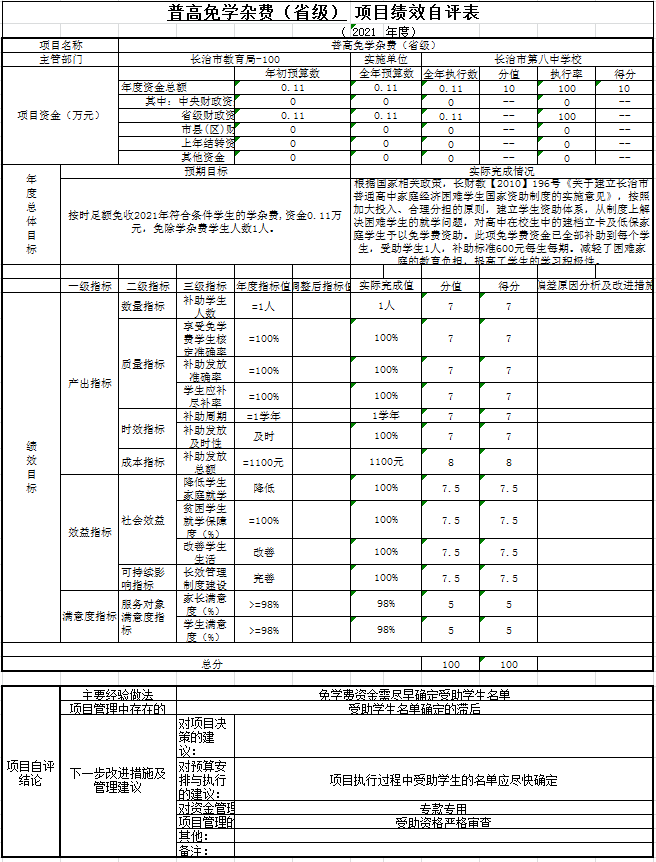 普高免学杂费（省级） 项目绩效自评表
（ 2021 年度）
项目名称 普高免学杂费（省级）
主管部门 长治市教育局-100 实施单位 长治市第八中学校
项目资金（万元） 年初预算数 全年预算数 全年执行数 分值 执行率 得分
年度资金总额 0.11 0.11 0.11 10 100 10
其中：中央财政资 0 0 0 -- 0 --
省级财政资 0.11 0.11 0.11 -- 100 --
市县(区)财 0 0 0 -- 0 --
上年结转资 0 0 0 -- 0 --
其他资金 0 0 0 -- 0 --
年度总体目标
预期目标 实际完成情况
按时足额免收2021年符合条件学生的学杂费,资金0.11万
元，免除学杂费学生人数1人。
根据国家相关政策，长财教【2010】196号《关于建立长治市
普通高中家庭经济困难学生国家资助制度的实施意见》，按照
加大投入、合理分担的原则，建立学生资助体系，从制度上解
决困难学生的就学问题，对高中在校生中的建档立卡及低保家
庭学生予以免学费资助。此项免学费资金已全部补助到每个学
生，受助学生1人，补助标准600元每生每期。减轻了困难家
庭的教育负担，提高了学生的学习积极性。
绩效目标
一级指标 二级指标 三级指标 年度指标值 调整后指标值 实际完成值 分值 得分 偏差原因分析及改进措施
产出指标 数量指标 补助学生人数 =1人 1人 7 7
质量指标 享受免学费学生核定准确率 =100% 100% 7 7
补助发放准确率 =100% 100% 7 7
学生应补尽补率 =100% 100% 7 7
时效指标 补助周期 =1学年 1学年 7 7
补助发放及时性 及时 100% 7 7
成本指标 补助发放总额 =1100元 1100元 8 8
效益指标 社会效益 降低学生家庭就学 降低 100% 7.5 7.5
贫困学生就学保障度（%） =100% 100% 7.5 7.5
改善学生生活 改善 100% 7.5 7.5
可持续影响指标 长效管理制度建设 完善 100% 7.5 7.5
满意度指标 服务对象满意度指标 家长满意度（%） >=98% 98% 5 5
学生满意度（%） >=98% 98% 5 5
总分 100 100
项目自评结论
主要经验做法 免学费资金需尽早确定受助学生名单
项目管理中存在的 受助学生名单确定的滞后
下一步改进措施及管理建议
对项目决策的建议：
对预算安排与执行的建议： 项目执行过程中受助学生的名单应尽快确定
对资金管理 专款专用
项目管理的 受助资格严格审查
其他：
备注：